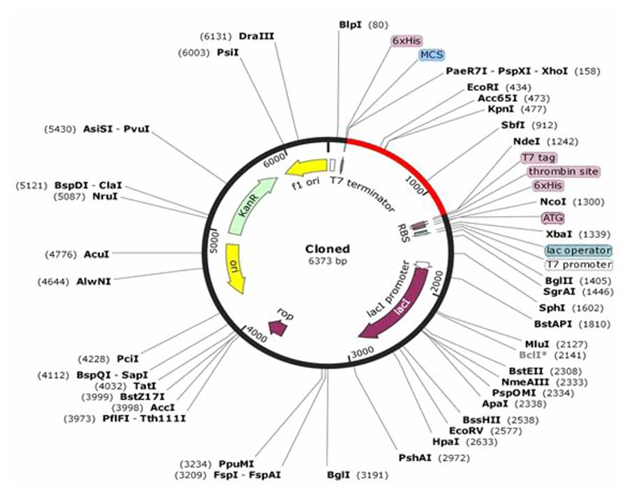 BlpI (80)
6xHis
MCS
PaeR7I - PspXI - XhoI (158)
EcoRI (434)
Acc65I (473)
KpnI (477)
SbfI (912)
NdeI (1242)
T7 tag
thrombin site
6xHis
NcoI (1300)
ATG
XbaI (1339)
lac operator
T7 promoter
BglII (1405)
SgrAI (1446)
SphI (1602)
BstAPI (1810)
MluI (2127)
BclI* (2141)
BstEII (2308)
NmeAIII (2333)
PspOMI (2334)
ApaI (2338)
BssHII (2538)
EcoRV (2577)
HpaI (2633)
PshAI (2972)
BglI (3191)
(3209) FspI - FspAI
(3234) PpuMI
(3973) PflFI - Tth111I
(3998) AccI
(3999) BstZ17I
(4032) TatI
(4112) BspQI - SapI
(4228) PciI
(4644) AlwNI
(4776) AcuI
(5087) NruI
(5121) BspDI - ClaI
(5430) AsiSI - PvuI
(6003) PsiI
(6131) DraIII
1000
2000
3000
4000
5000
6000
f1 ori
T7 terminator
KanR
ori
rop
RBS
lacI promoter
lacI
Cloned
6373 bp